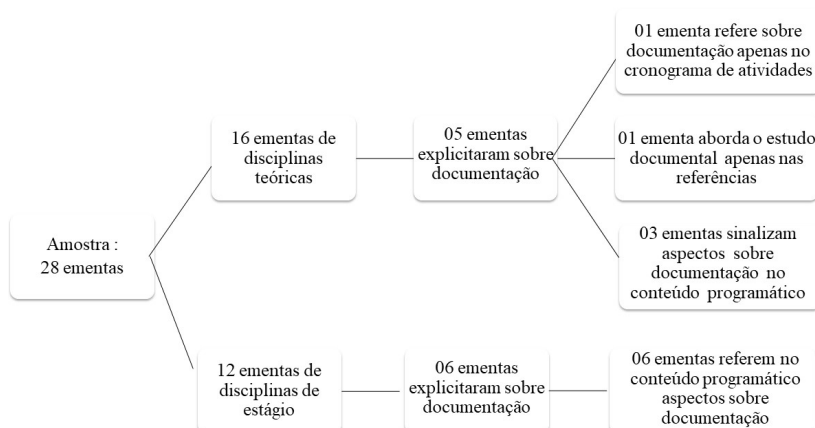 Amostra :
28 ementas
16 ementas de
disciplinas
teóricas
05 ementas
explicitaram sobre
documentação
01 ementa refere sobre
documentação apenas no
cronograma de atividades
01 ementa aborda o estudo
documental apenas nas
referências
03 ementas sinalizam
aspectos sobre
documentação no
conteúdo programático
12 ementas de
disciplinas de
estágio
06 ementas
explicitaram sobre
documentação
06 ementas referem no
conteúdo programático
aspectos sobre
documentação